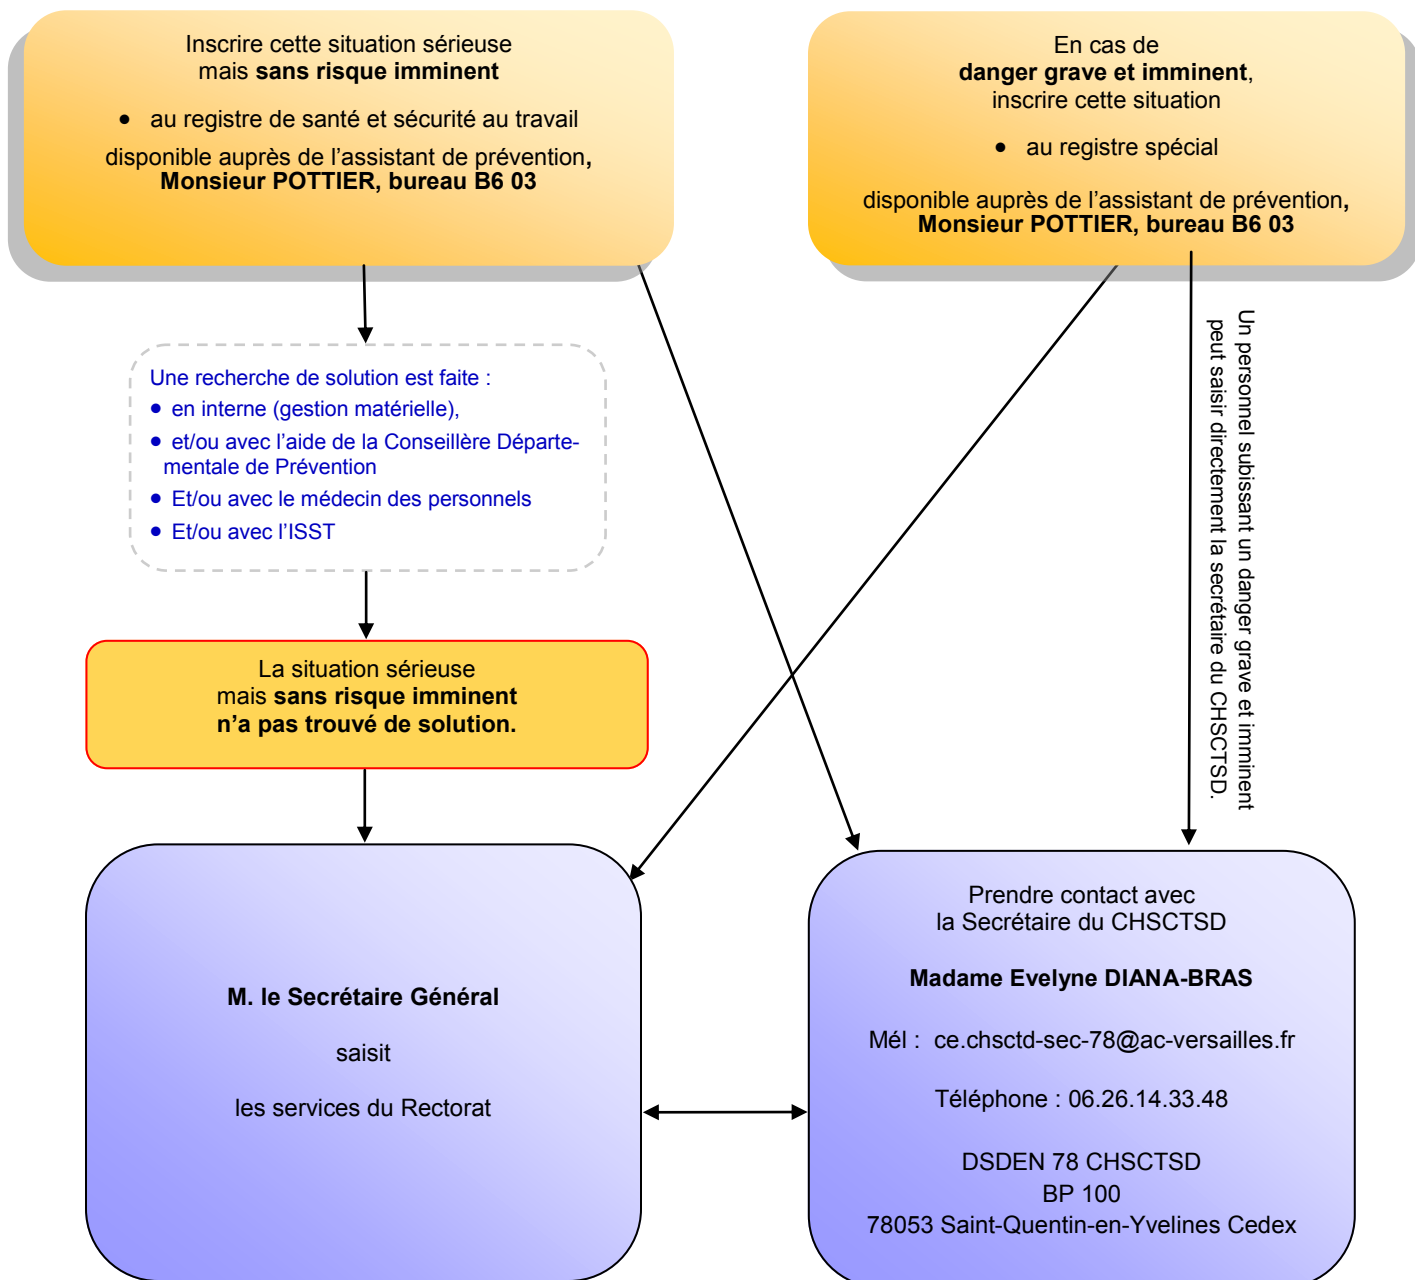 Inscrire cette situation sérieuse
mais sans risque imminent
• au registre de santé et sécurité au travail
disponible auprès de l'assistant de prévention,
Monsieur POTTIER, bureau B6 03
En cas de
danger grave et imminent,
inscrire cette situation
• au registre spécial
disponible auprès de l'assistant de prévention,
Monsieur POTTIER, bureau B6 03
Un personnel subissant un danger grave et imminent
peut saisir directement la secrétaire du CHSCTSD.
Une recherche de solution est faite :
• en interne (gestion matérielle),
• et/ou avec l'aide de la Conseillère Départe-
mentale de Prévention
• Et/ou avec le médecin des personnels
• Et/ou avec l'ISST
La situation sérieuse
mais sans risque imminent
n'a pas trouvé de solution.
M. le Secrétaire Général
saisit
les services du Rectorat
Prendre contact avec
la Secrétaire du CHSCTSD
Madame Evelyne DIANA-BRAS
Mél :  ce.chsctd-sec-78@ac-versailles.fr
Téléphone : 06.26.14.33.48
DSDEN 78 CHSCTSD
BP 100
78053 Saint-Quentin-en-Yvelines Cedex